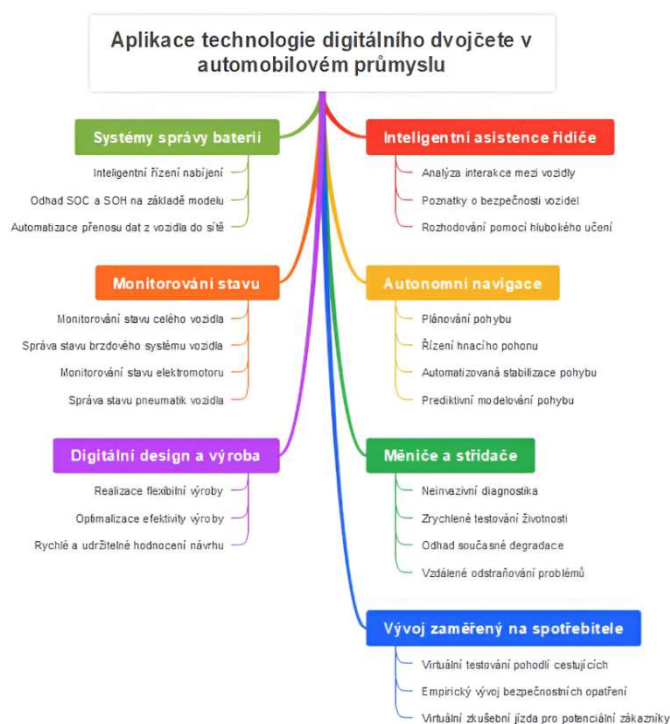 Aplikace technologie digitálního dvojčete v
automobilovém průmyslu
Systémy správy baterií
Inteligentní řízení nabíjení
Odhad SOC a SOH na základě modelu
Automatizace přenosu dat z vozidla do sítě
Monitorování stavu
Monitorování stavu celého vozidla
Správa stavu brzdového systému vozidla
Monitorování stavu elektromotoru
Správa stavu pneumatik vozidla
Digitální design a výroba
Realizace flexibilní výroby
Optimalizace efektivity výroby
Rychlé a udržitelné hodnocení návrhu
Inteligentní asistence řidiče
Analýza interakce mezi vozidly
Poznatky o bezpečnosti vozidel
Rozhodování pomocí hlubokého učení
Autonomní navigace
Plánování pohybu
Řízení hnacího pohonu
Automatizovaná stabilizace pohybu
Prediktivní modelování pohybu
Měniče a střídače
Neinvazivní diagnostika
Zrychlené testování životnosti
Odhad současné degradace
Vzdálené odstraňování problémů
Vývoj zaměřený na spotřebitele
Virtuální testování pohodlí cestujících
Empirický vývoj bezpečnostních opatření
Virtuální zkušební jízda pro potenciální zákazníky